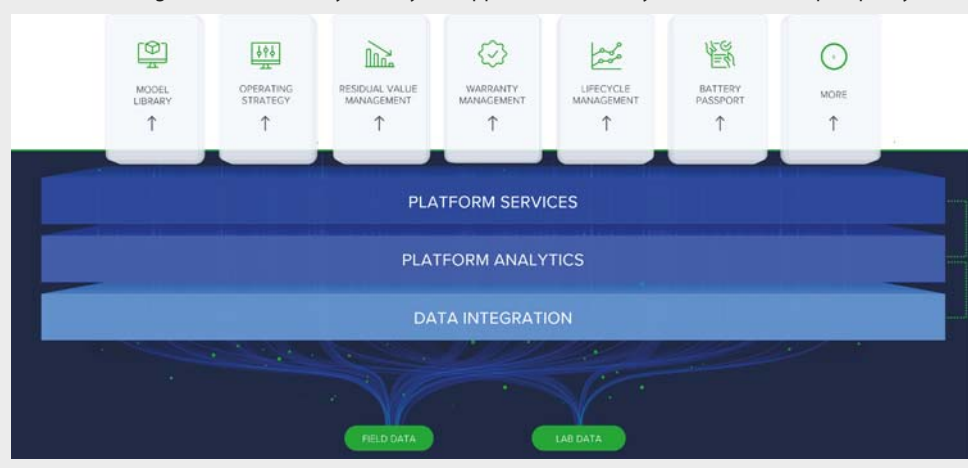 MODEL
LIBRARY
OPERATING
STRATEGY
RESIDUAL VALUE
MANAGEMENT
WARRANTY
MANAGEMENT
LIFECYCLE
MANAGEMENT
BATTERY
PASSPORT
MORE
PLATFORM SERVICES
PLATFORM ANALYTICS
DATA INTEGRATION
FIELD DATA
LAB DATA